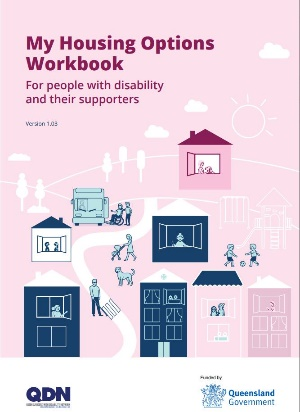 My Housing Options
Workbook
For people with disability
and their supporters
Version 1.03
Funded by
QDN
Queensland
Government